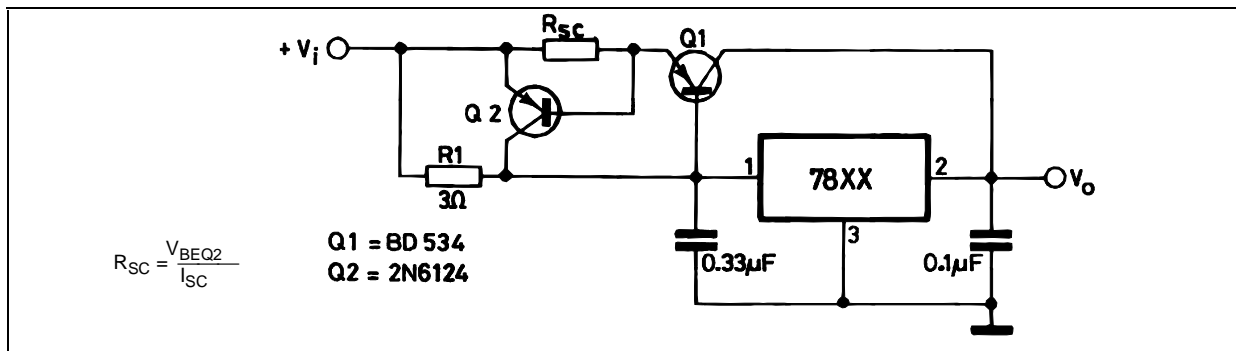 R_SC
Q1
+ V_i
Q 2
R1
3Ω
1
78XX
2
V_o
3
0.33µF
0.1µF
Q1 = BD 534
Q2 = 2N6124
R_SC = V_BEQ2 / I_SC